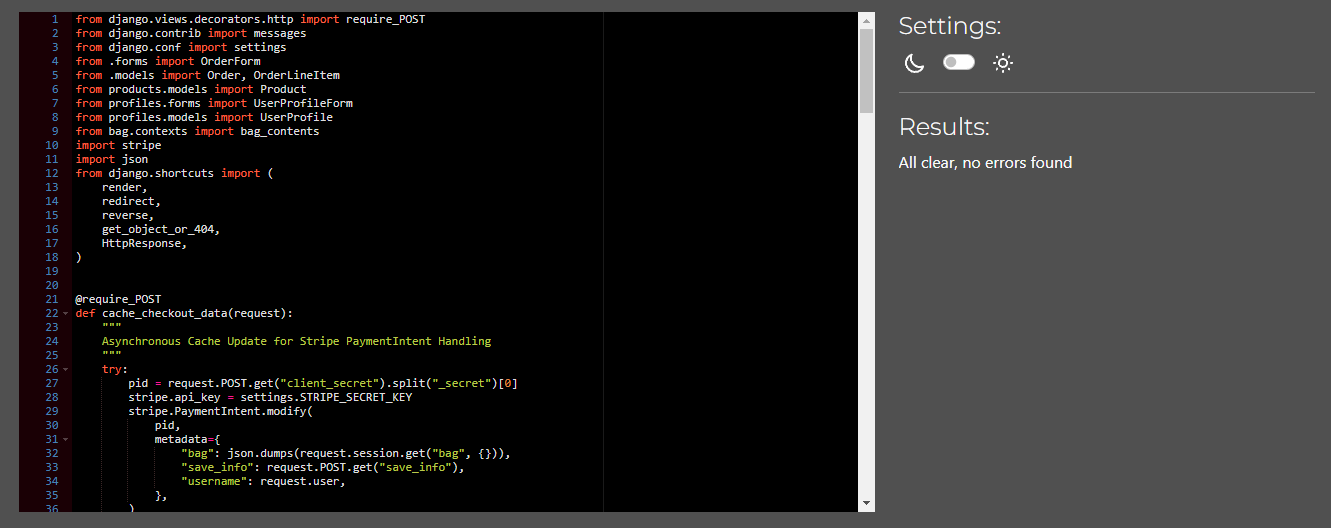 1 from django.views.decorators.http import require_POST
2 from django.contrib import messages
3 from django.conf import settings
4 from .forms import OrderForm
5 from .models import Order, OrderLineItem
6 from products.models import Product
7 from profiles.forms import UserProfileForm
8 from profiles.models import UserProfile
9 from bag.contexts import bag_contents
10 import stripe
11 import json
12 from django.shortcuts import (
13     render,
14     redirect,
15     reverse,
16     get_object_or_404,
17     HttpResponse,
18 )
19
20
21 @require_POST
22 def cache_checkout_data(request):
23     """
24     Asynchronous Cache Update for Stripe PaymentIntent Handling
25     """
26     try:
27         pid = request.POST.get("client_secret").split("_secret")[0]
28         stripe.api_key = settings.STRIPE_SECRET_KEY
29         stripe.PaymentIntent.modify(
30             pid,
31             metadata={
32                 "bag": json.dumps(request.session.get("bag", {})),
33                 "save_info": request.POST.get("save_info"),
34                 "username": request.user,
35             },
36         )
Settings:
Results:
All clear, no errors found